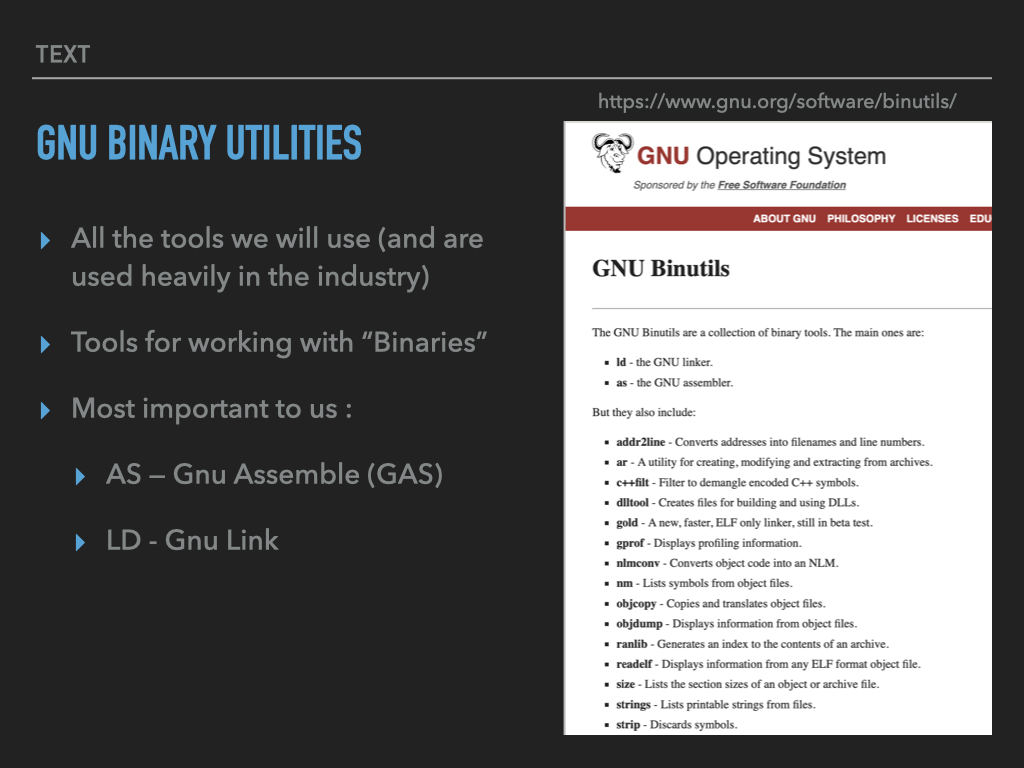 TEXT
https://www.gnu.org/software/binutils/
GNU BINARY UTILITIES
All the tools we will use (and are
used heavily in the industry)
Tools for working with “Binaries”
Most important to us :
AS – Gnu Assemble (GAS)
LD - Gnu Link
GNU Operating System
Sponsored by the Free Software Foundation
ABOUT GNU PHILOSOPHY LICENSES EDU
GNU Binutils
The GNU Binutils are a collection of binary tools. The main ones are:
ld - the GNU linker.
as - the GNU assembler.
But they also include:
addr2line - Converts addresses into filenames and line numbers.
ar - A utility for creating, modifying and extracting from archives.
c++filt - Filter to demangle encoded C++ symbols.
dlltool - Creates files for building and using DLLs.
gold - A new, faster, ELF only linker, still in beta test.
gprof - Displays profiling information.
nlmconv - Converts object code into an NLM.
nm - Lists symbols from object files.
objcopy - Copies and translates object files.
objdump - Displays information from object files.
ranlib - Generates an index to the contents of an archive.
readelf - Displays information from any ELF format object file.
size - Lists the section sizes of an object or archive file.
strings - Lists printable strings from files.
strip - Discards symbols.